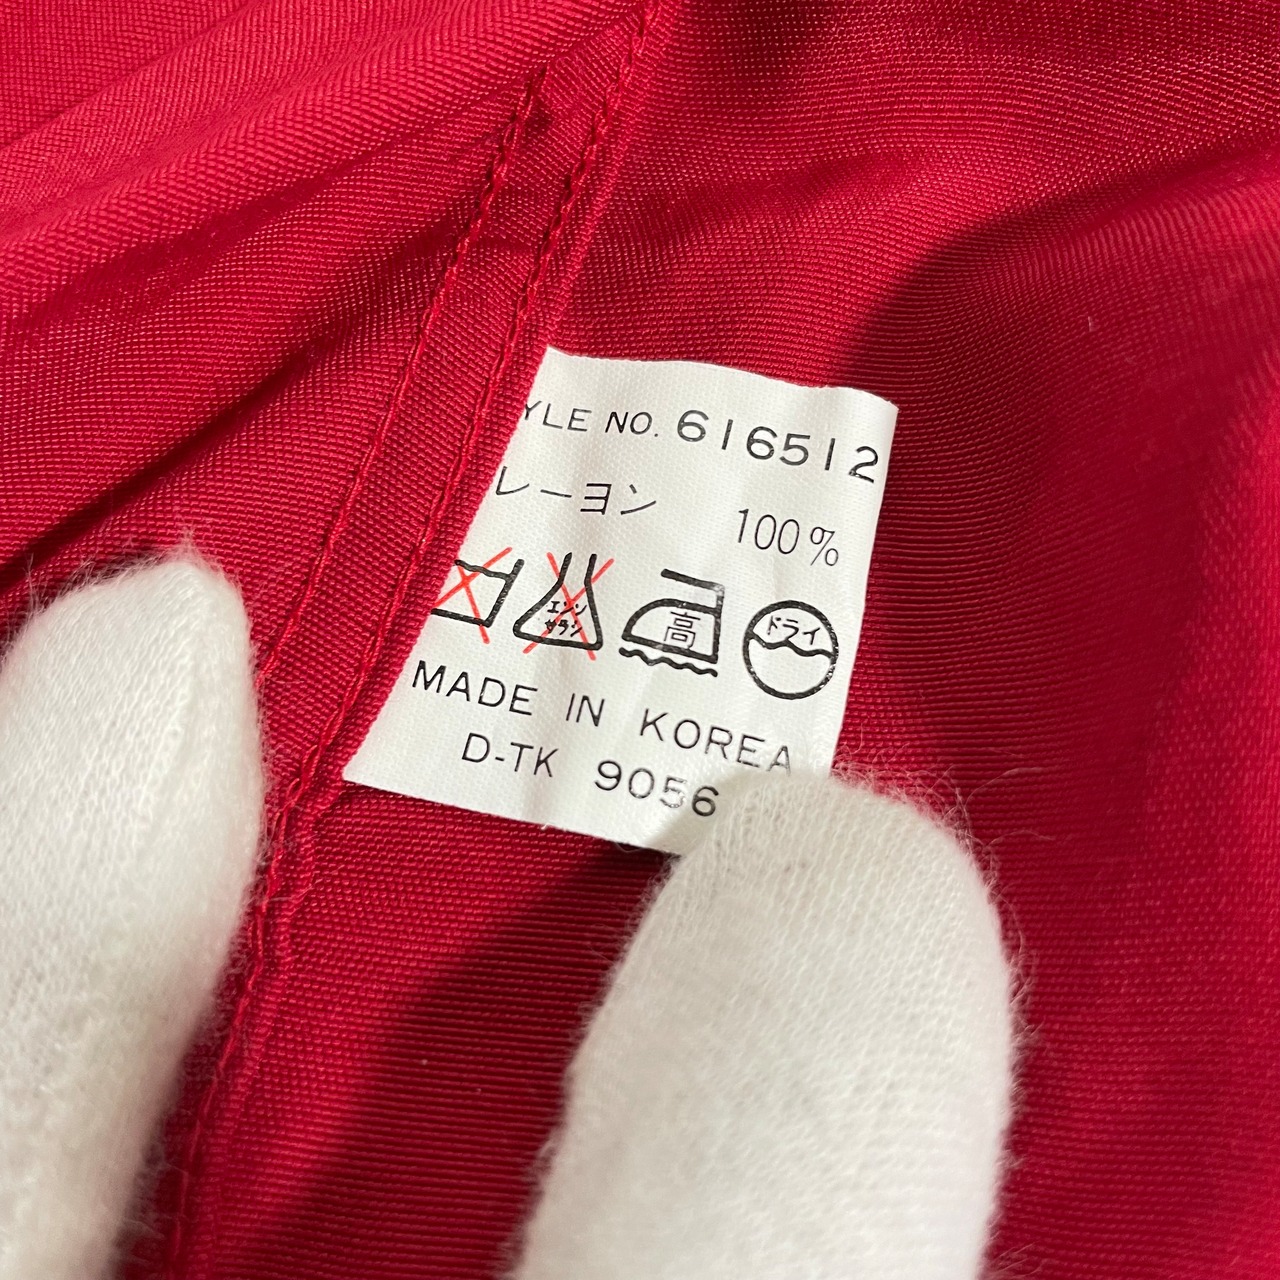 YLE NO. 616512
レーヨン 100%
エンソ
サラシ
高
ドライ
MADE IN KOREA
D-TK 9056